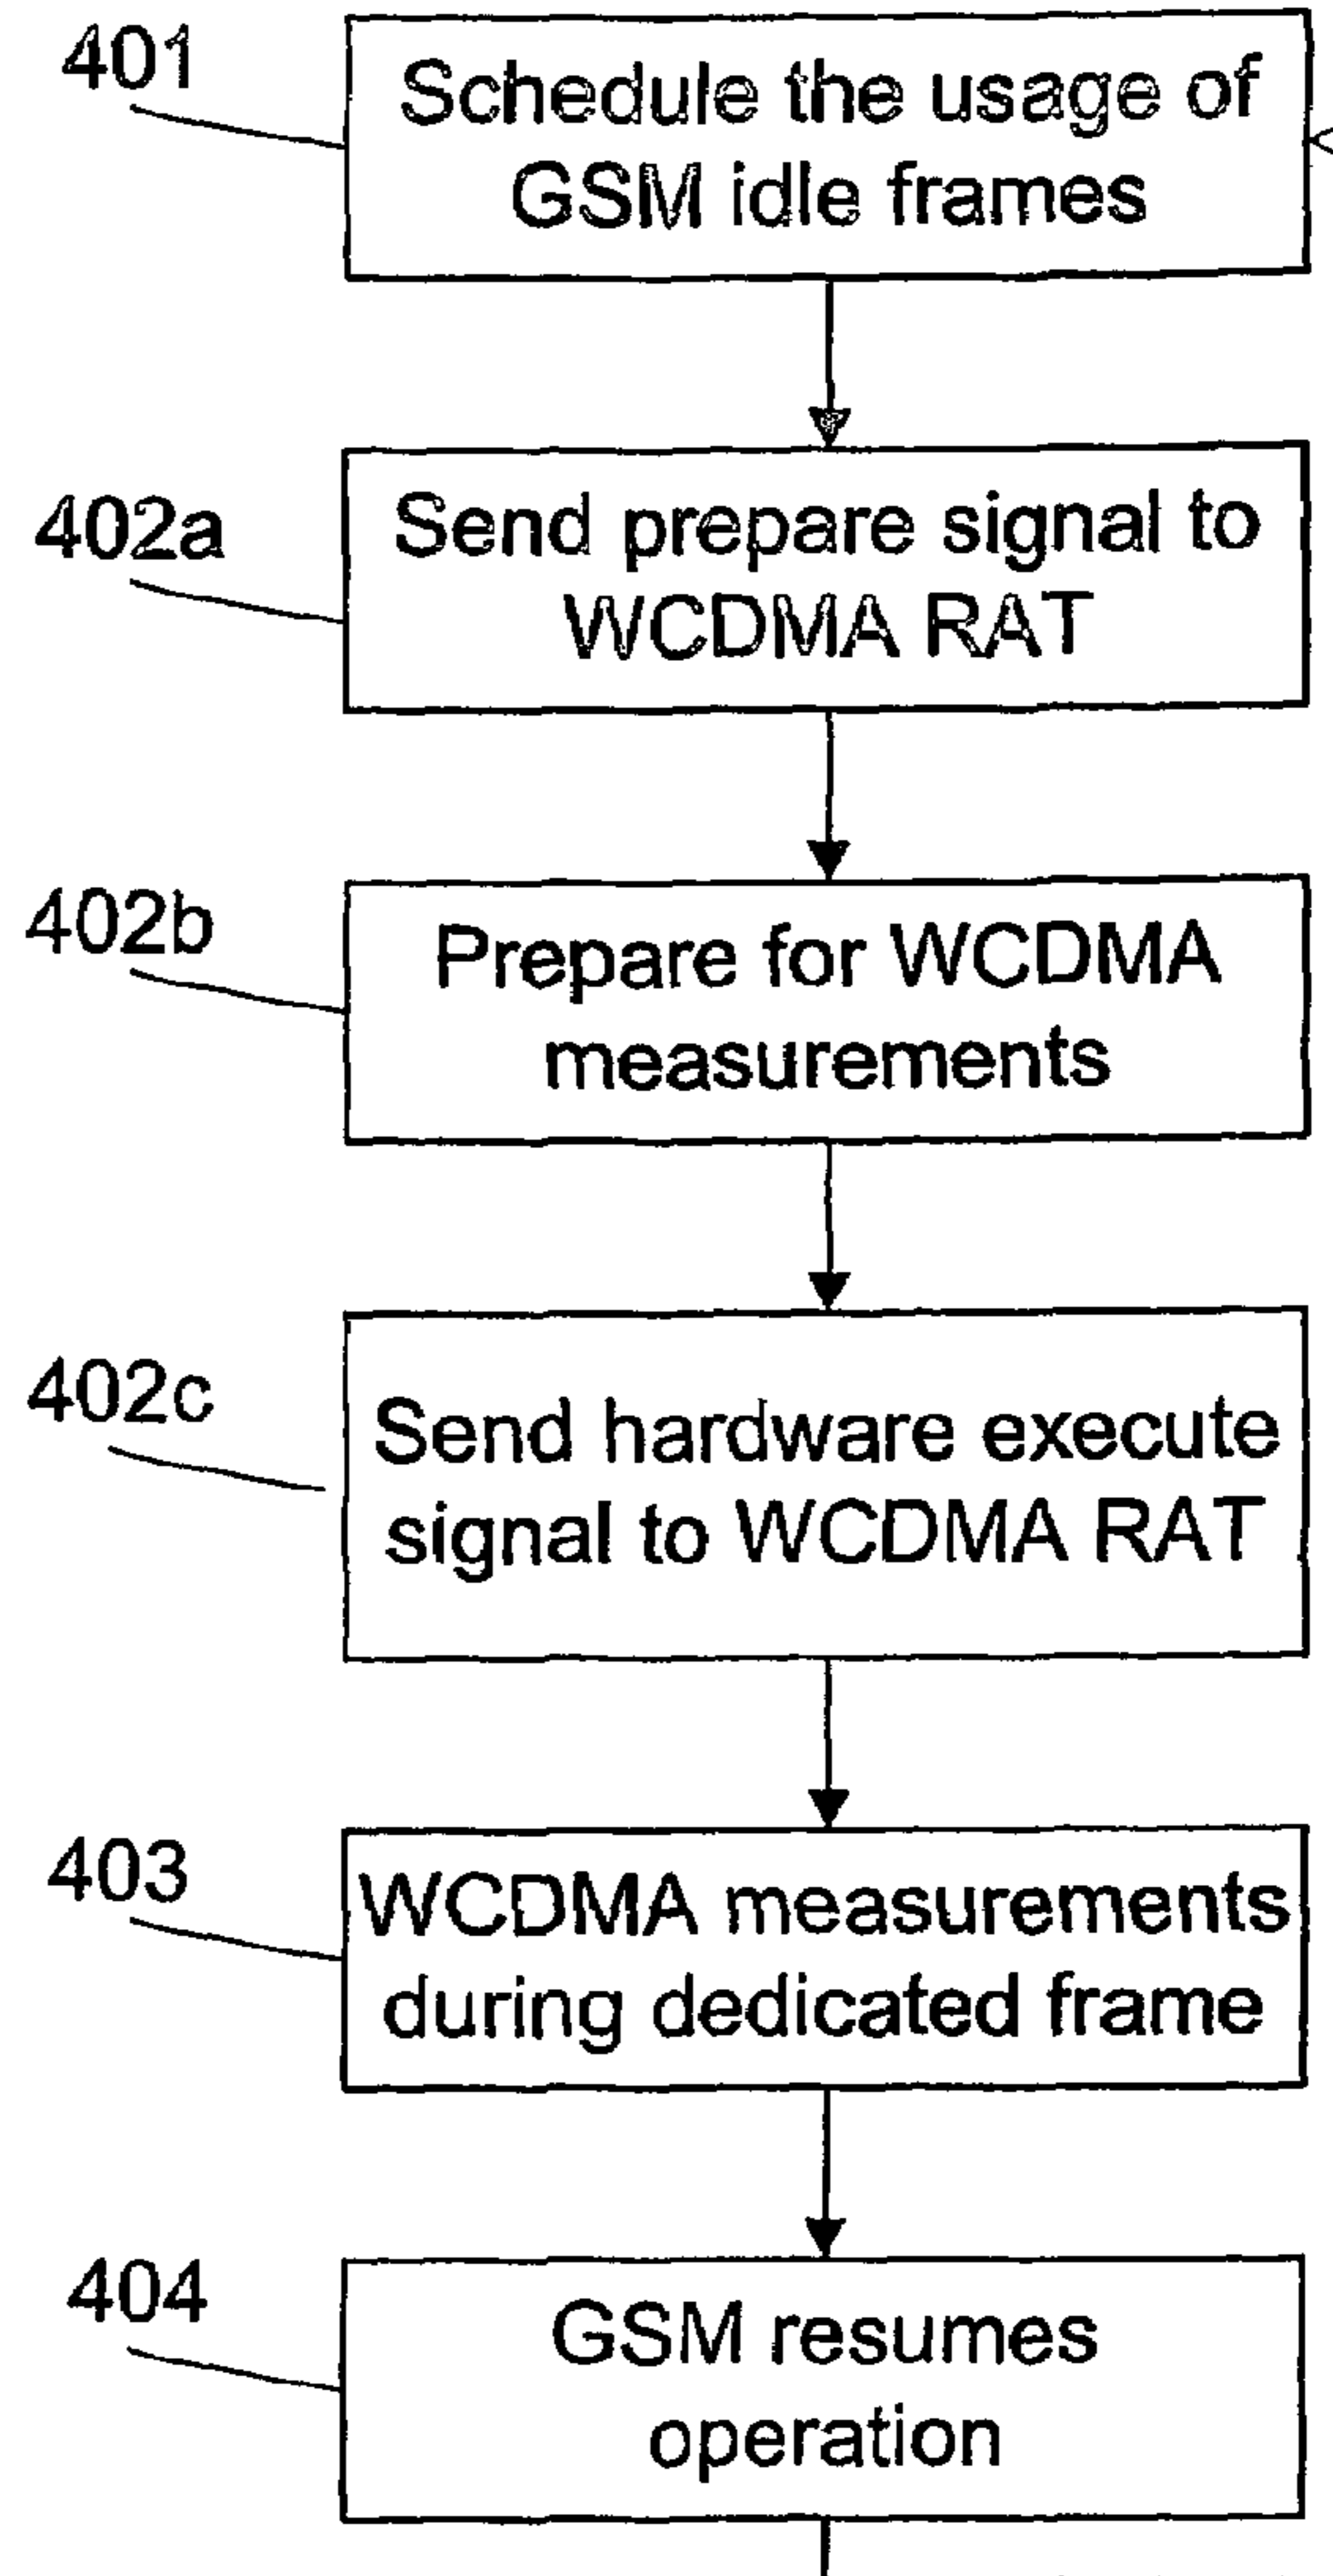 401
Schedule the usage of
GSM idle frames
402a
Send prepare signal to
WCDMA RAT
402b
Prepare for WCDMA
measurements
402c
Send hardware execute
signal to WCDMA RAT
403
WCDMA measurements
during dedicated frame
404
GSM resumes
operation